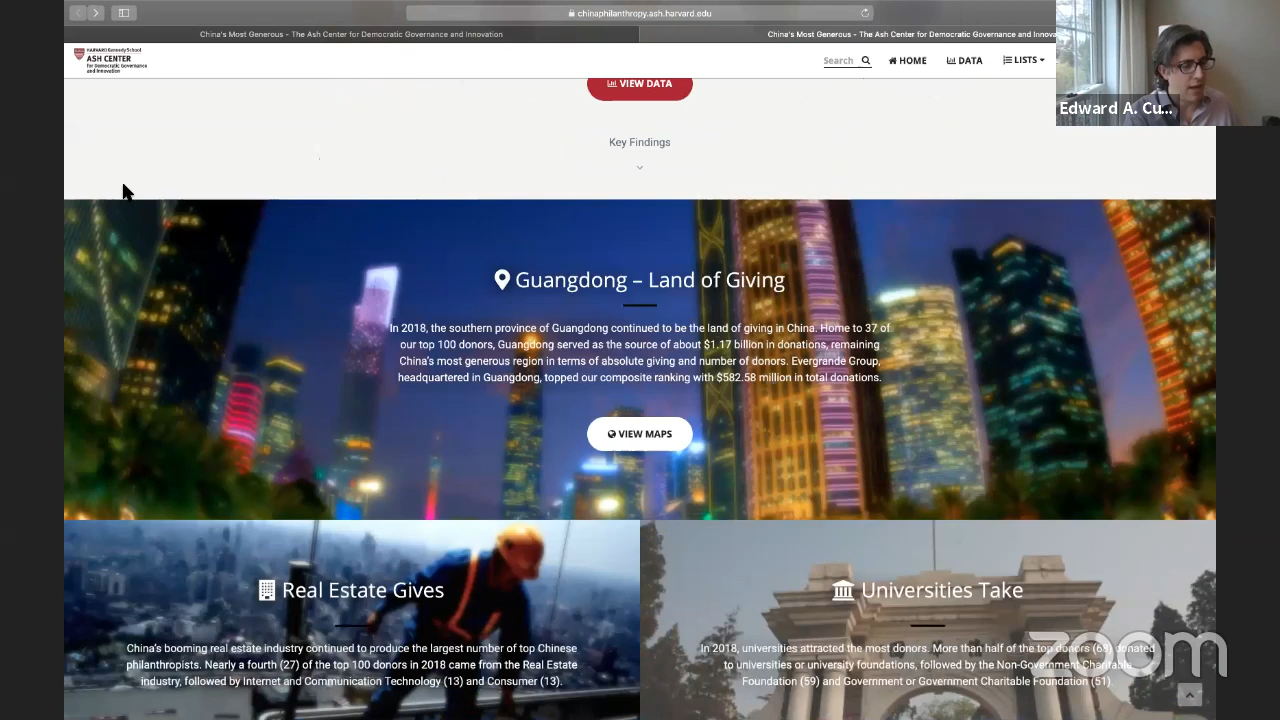 chinaphilanthropy.ash.harvard.edu
China's Most Generous - The Ash Center for Democratic Governance and Innovation
China's Most Generous - The Ash Center for Democratic Governance and Innova
HARVARD Kennedy School
ASH CENTER
for Democratic Governance
and Innovation
Search
HOME
DATA
LISTS
Edward A. Cu...
VIEW DATA
Key Findings
Guangdong – Land of Giving
In 2018, the southern province of Guangdong continued to be the land of giving in China. Home to 37 of
our top 100 donors, Guangdong served as the source of about $1.17 billion in donations, remaining
China's most generous region in terms of absolute giving and number of donors. Evergrande Group,
headquartered in Guangdong, topped our composite ranking with $582.58 million in total donations.
VIEW MAPS
Real Estate Gives
China's booming real estate industry continued to produce the largest number of top Chinese
philanthropists. Nearly a fourth (27) of the top 100 donors in 2018 came from the Real Estate
industry, followed by Internet and Communication Technology (13) and Consumer (13).
Universities Take
In 2018, universities attracted the most donors. More than half of the top donors donated
to universities or university foundations, followed by the Non-Government Charitable
Foundation (59) and Government or Government Charitable Foundation (51)
zoom